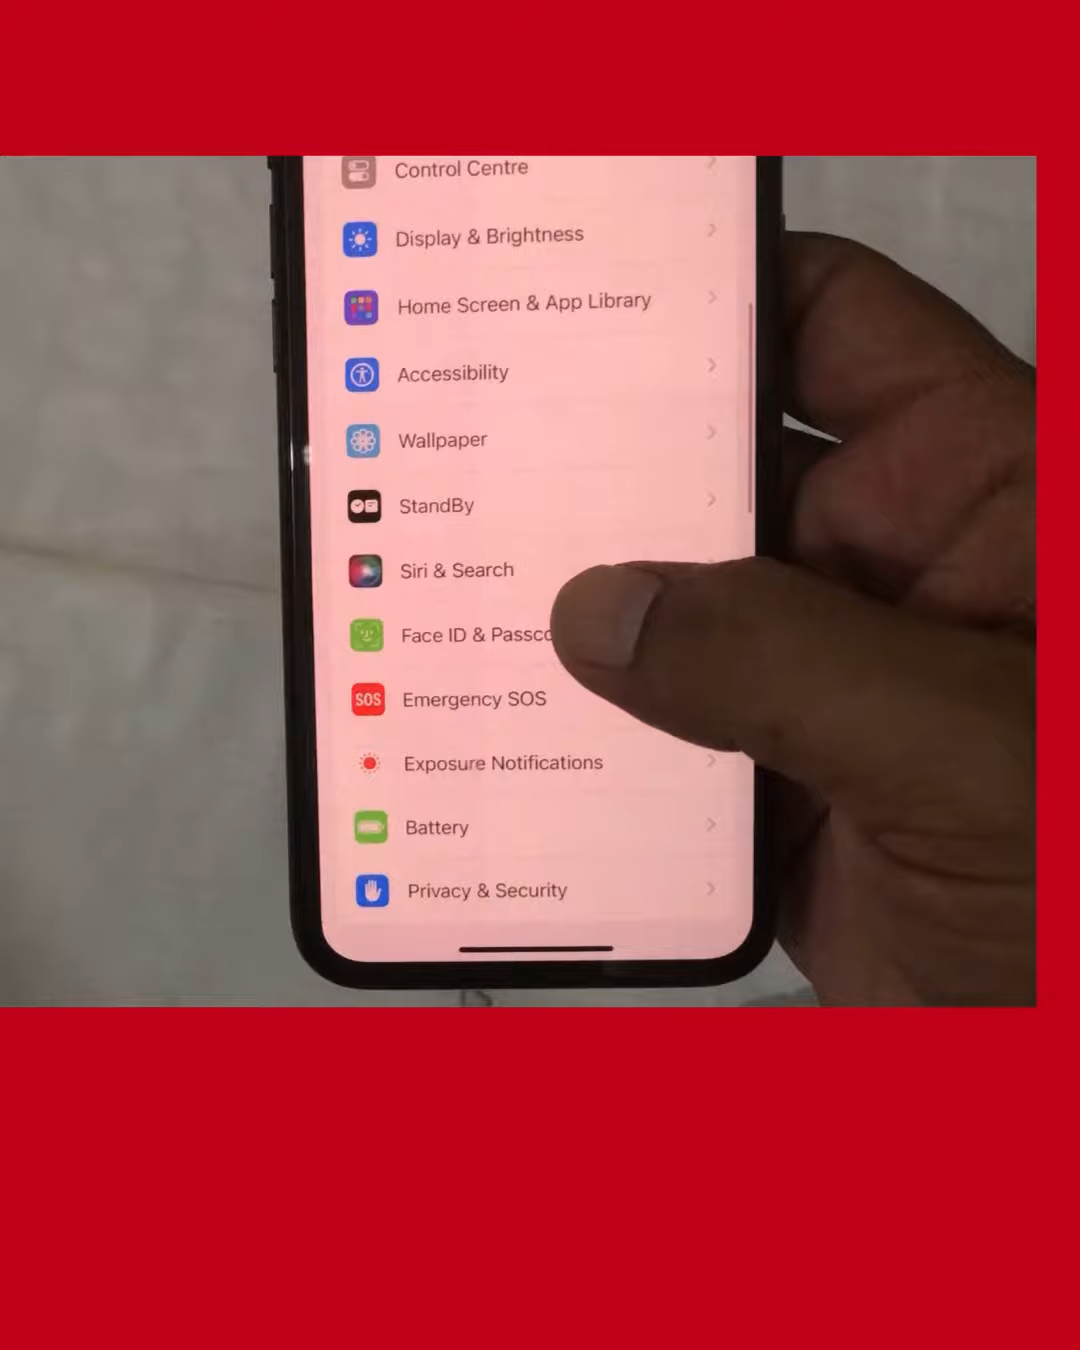 Control Centre
Display & Brightness
Home Screen & App Library
Accessibility
Wallpaper
StandBy
Siri & Search
Face ID & Passco
SOS Emergency SOS
Exposure Notifications
Battery
Privacy & Security